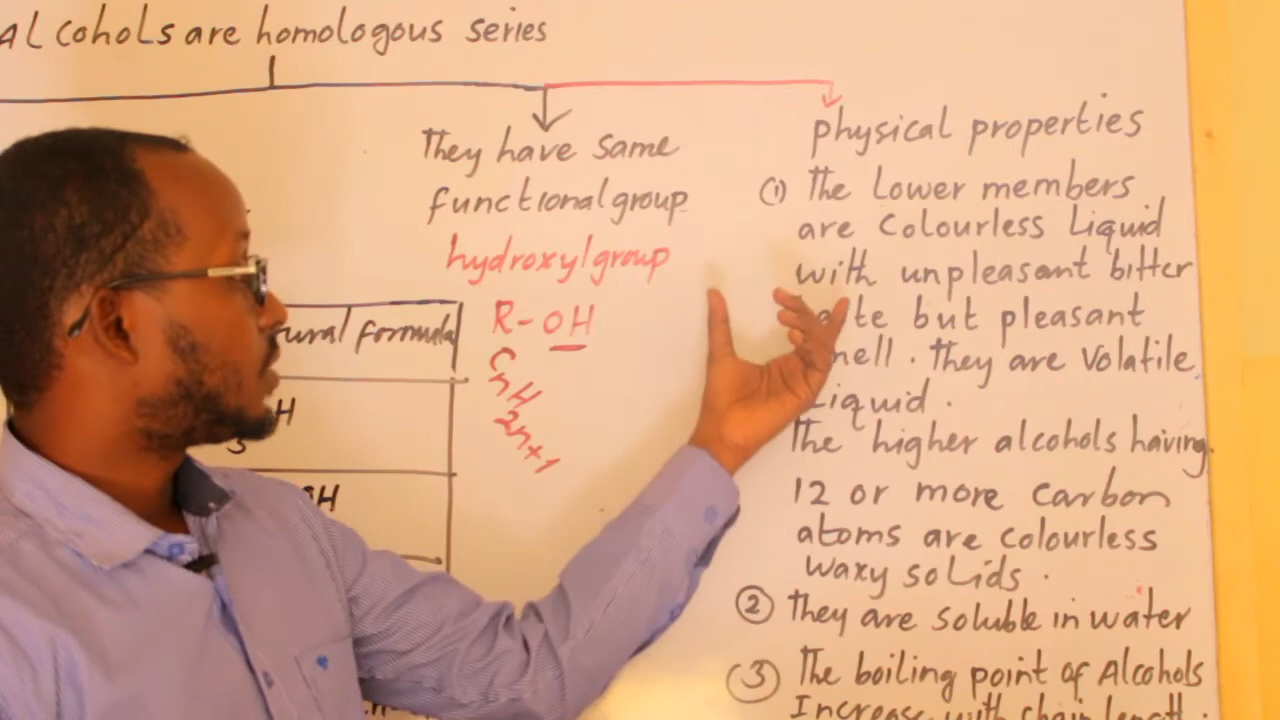 Alcohols are homologous series
They have same
functional group
hydroxyl group
R-OH
CnH2n+1
ural formula
H
3
OH
physical properties
(1) The Lower members
are Colourless Liquid
with unpleasant bitter
but pleasant
They are Volatile
Liquid.
The higher alcohols having
12 or more carbon
atoms are colourless
waxy solids.
(2) They are soluble in water
(3) The boiling point of Alcohols
Increase with chain length.